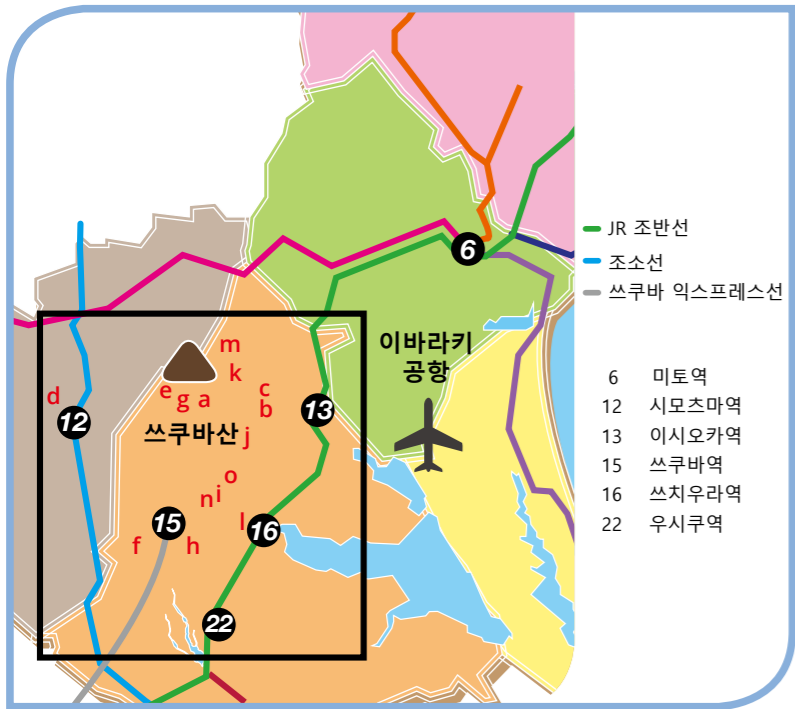 6
JR 조반선
조소선
쓰쿠바 익스프레스선
이바라키
공항
m
k
d
e
g
a
c
b
12
13
쓰쿠바산
j
o
n
i
15
l
16
f
h
22
6 미토역
12 시모츠마역
13 이시오카역
15 쓰쿠바역
16 쓰치우라역
22 우시쿠역